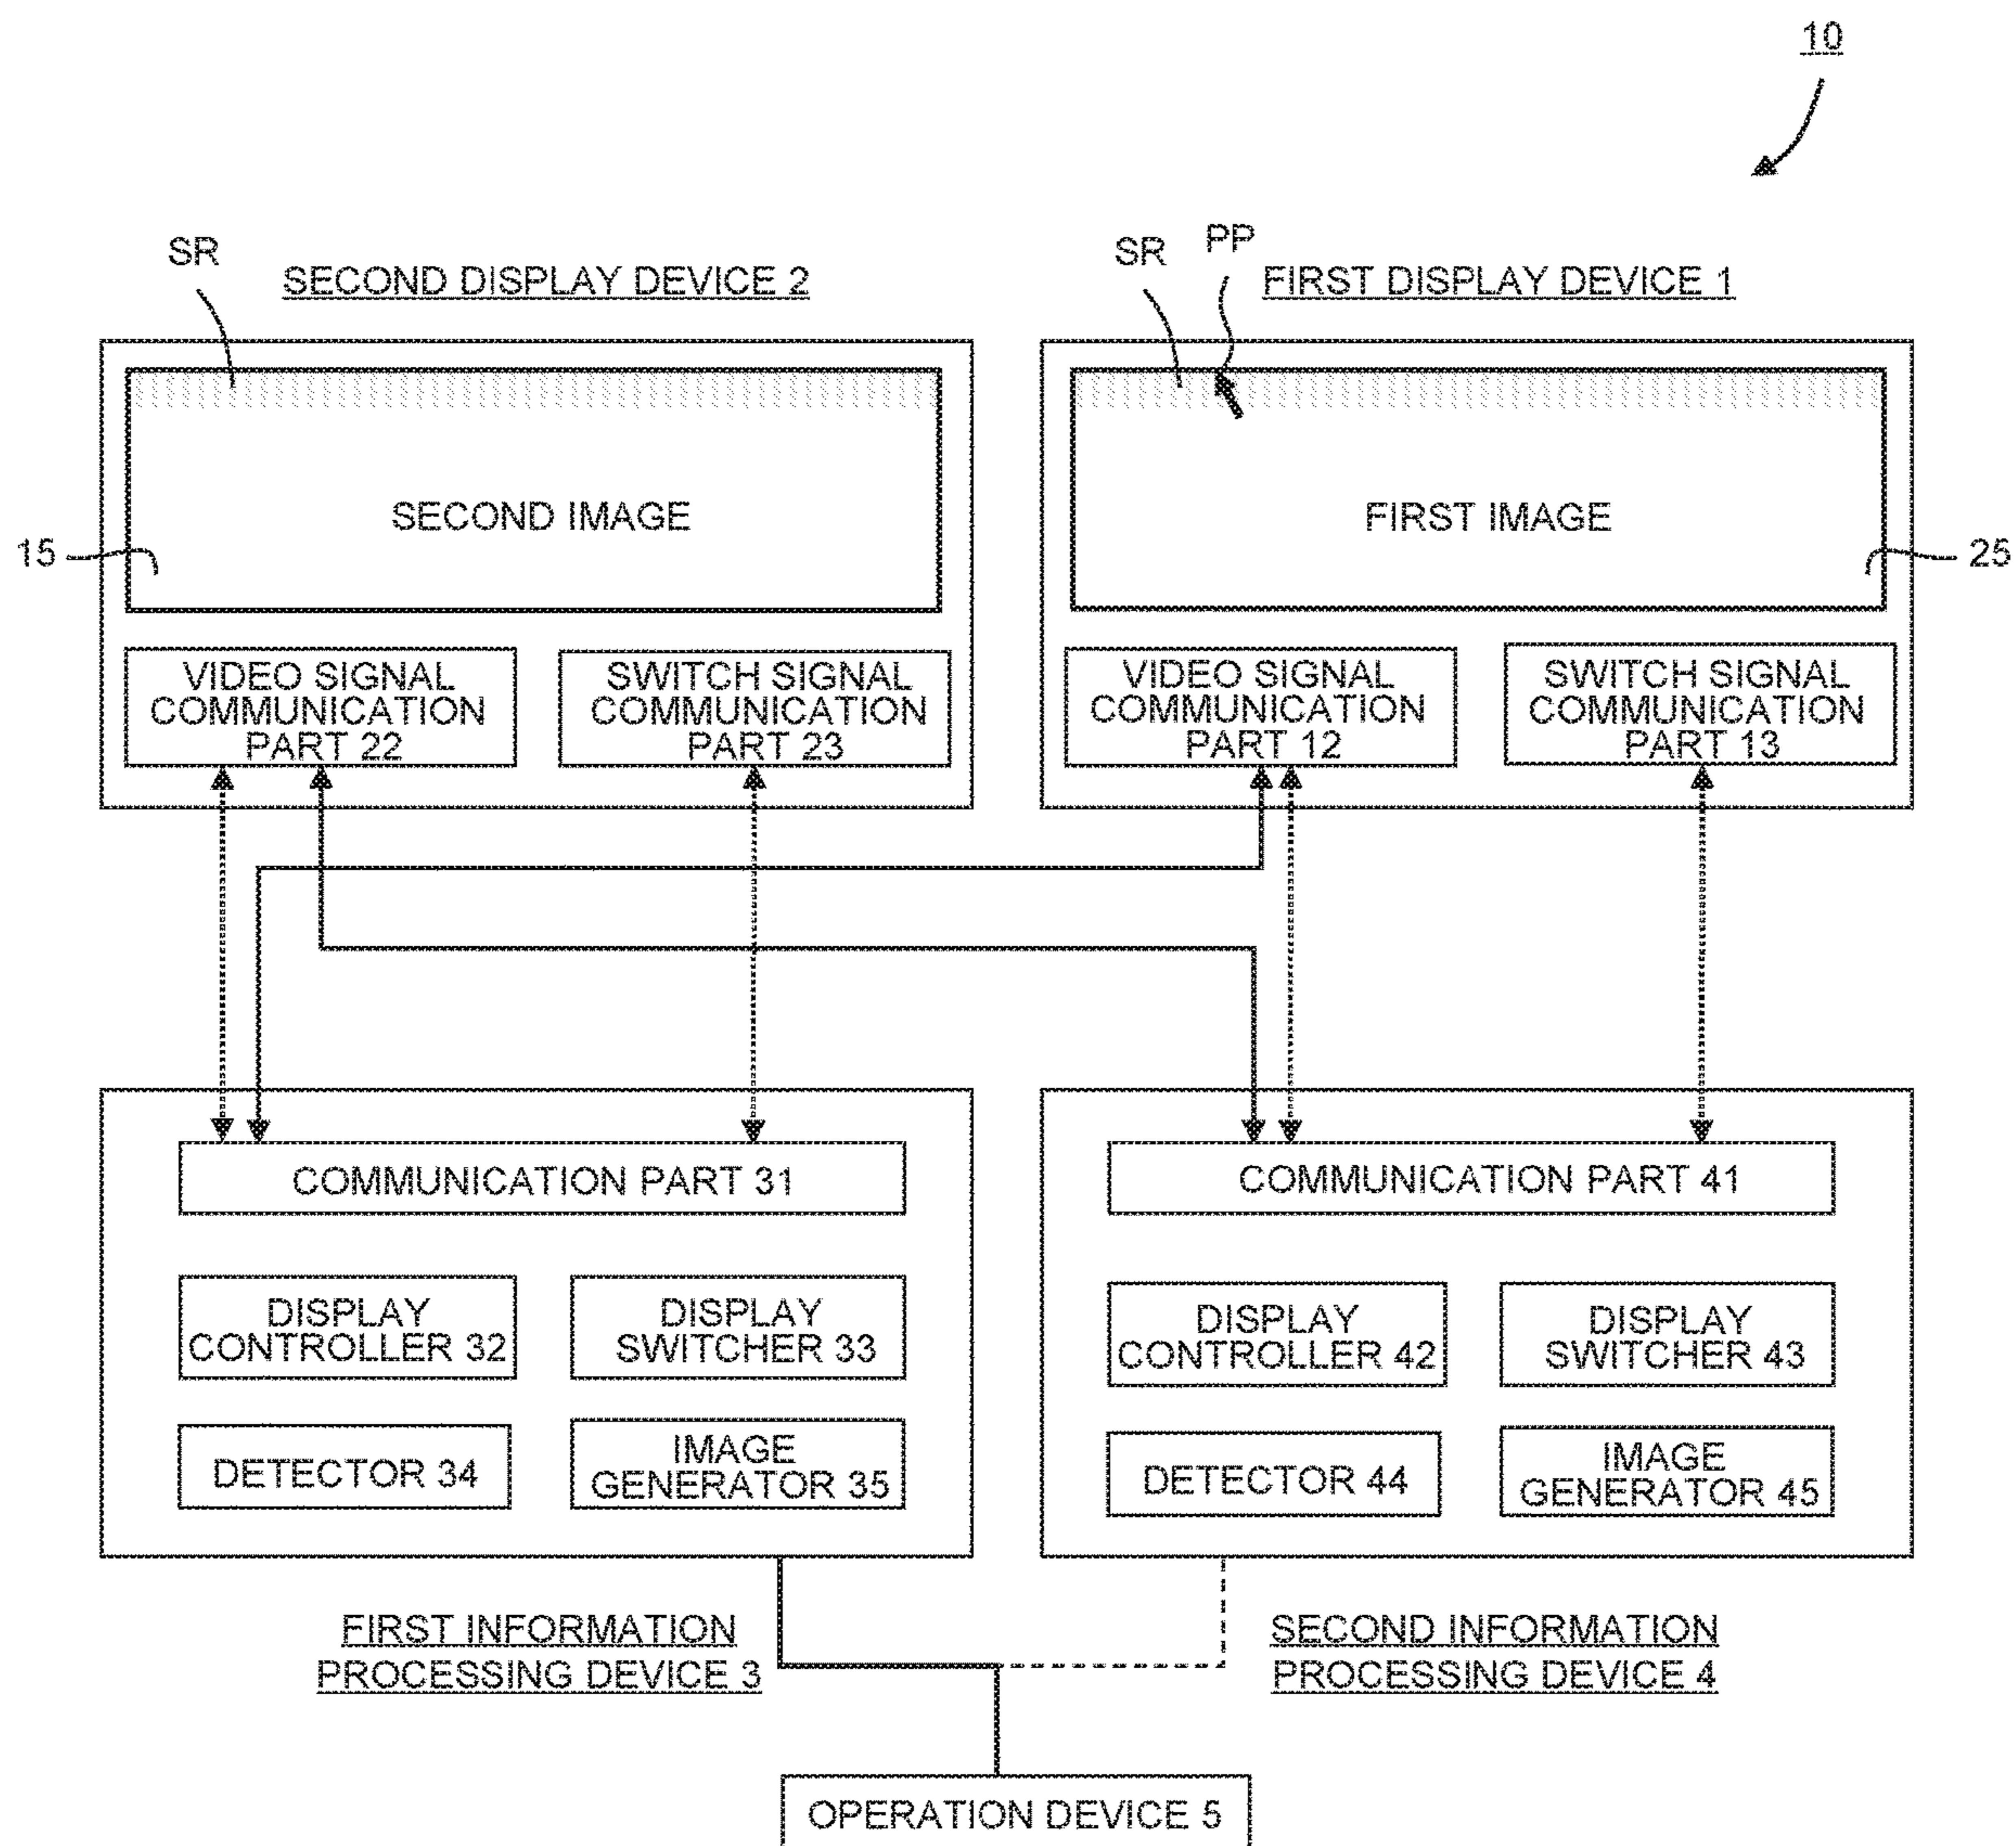 10
SR
SECOND DISPLAY DEVICE 2
SR
PP
FIRST DISPLAY DEVICE 1
SECOND IMAGE
FIRST IMAGE
15
25
VIDEO SIGNAL
COMMUNICATION
PART 22
SWITCH SIGNAL
COMMUNICATION
PART 23
VIDEO SIGNAL
COMMUNICATION
PART 12
SWITCH SIGNAL
COMMUNICATION
PART 13
COMMUNICATION PART 31
COMMUNICATION PART 41
DISPLAY
CONTROLLER 32
DISPLAY
SWITCHER 33
DISPLAY
CONTROLLER 42
DISPLAY
SWITCHER 43
DETECTOR 34
IMAGE
GENERATOR 35
DETECTOR 44
IMAGE
GENERATOR 45
FIRST INFORMATION
PROCESSING DEVICE 3
SECOND INFORMATION
PROCESSING DEVICE 4
OPERATION DEVICE 5